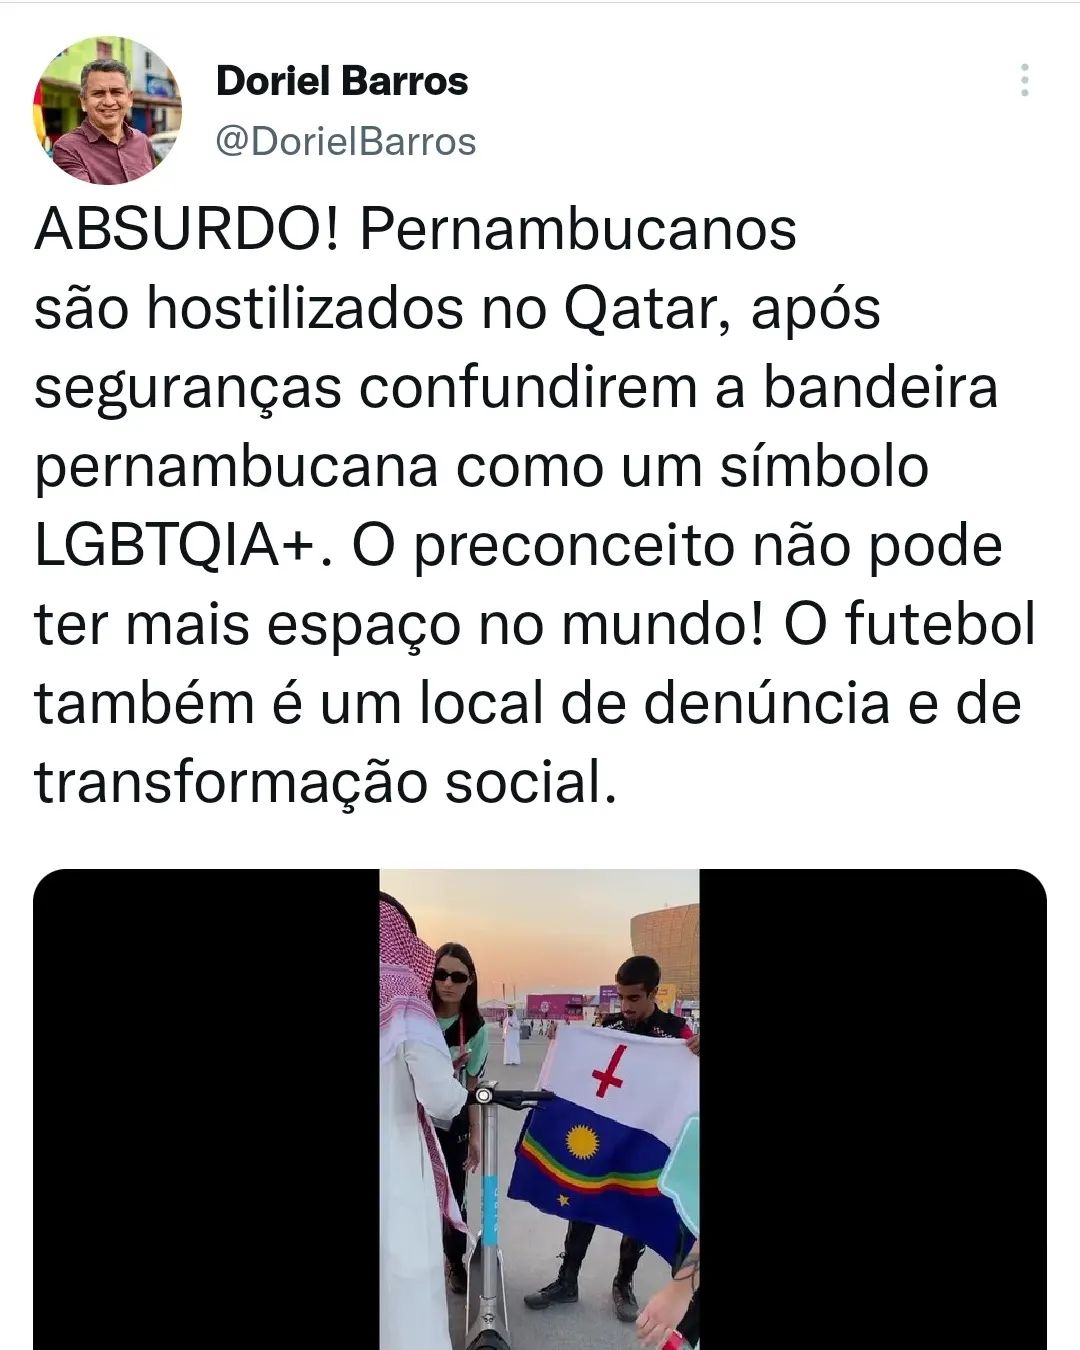 Doriel Barros
@DorielBarros
ABSURDO! Pernambucanos
são hostilizados no Qatar, após
seguranças confundirem a bandeira
pernambucana como um símbolo
LGBTQIA+. O preconceito não pode
ter mais espaço no mundo! O futebol
também é um local de denúncia e de
transformação social.